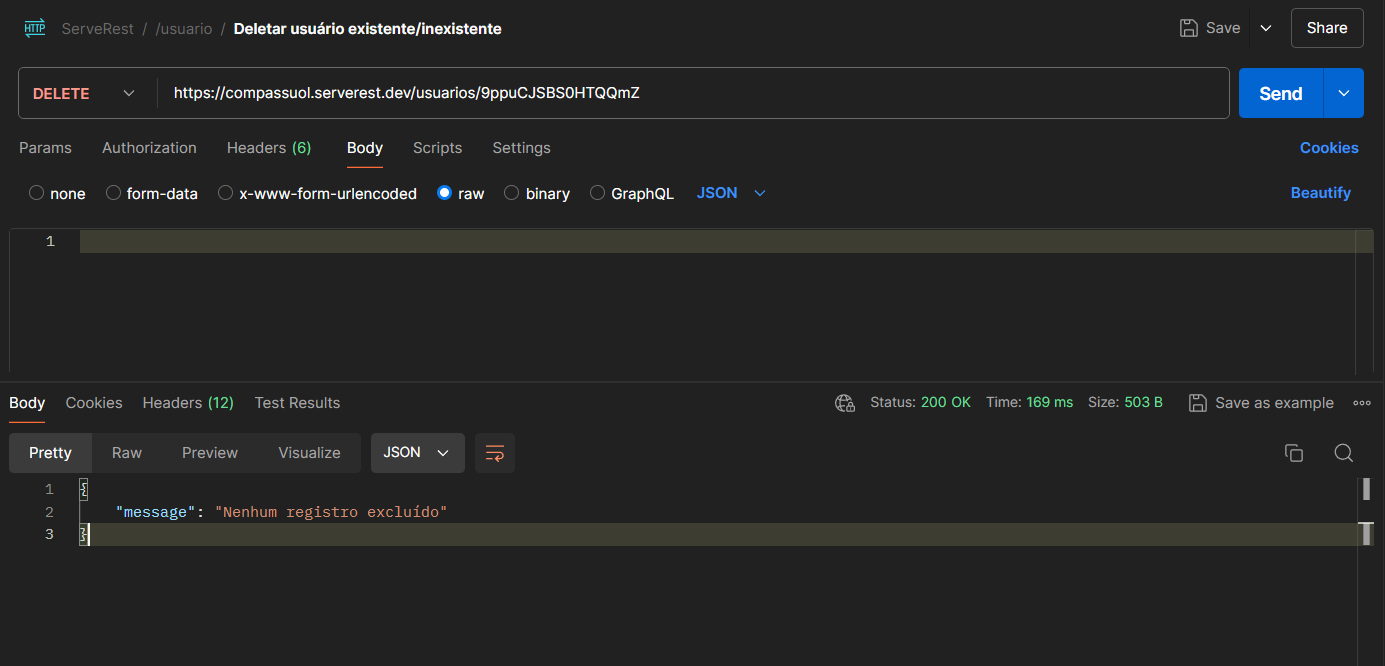 HTTP ServeRest / /usuario / Deletar usuário existente/inexistente Save Share
DELETE https://compassuol.serverest.dev/usuarios/9ppuCJSBS0HTQQmZ Send
Params Authorization Headers (6) Body Scripts Settings Cookies
none form-data x-www-form-urlencoded raw binary GraphQL JSON Beautify
1
Body Cookies Headers (12) Test Results Status: 200 OK Time: 169 ms Size: 503 B Save as example
Pretty Raw Preview Visualize JSON
1 {
2 "message": "Nenhum registro excluído"
3 }